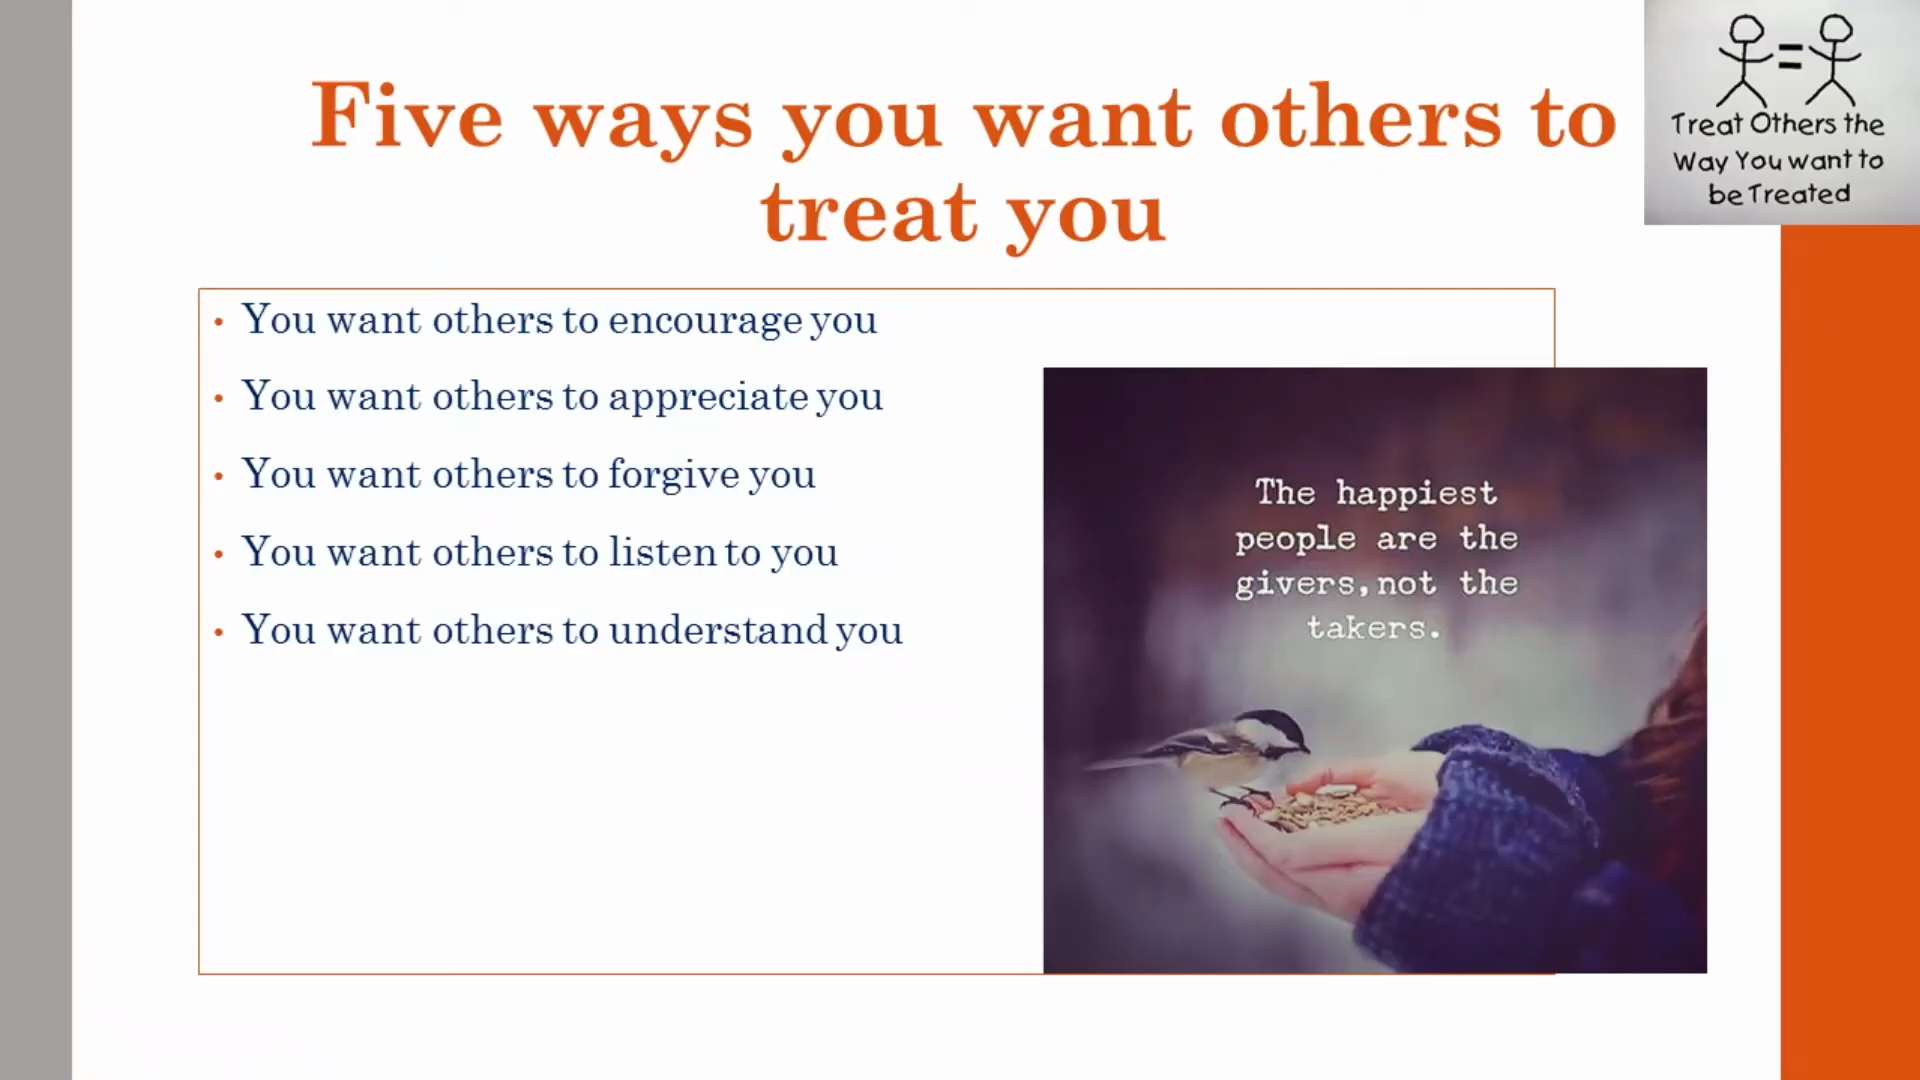 Five ways you want others to
treat you
Treat Others the
Way You want to
be Treated
• You want others to encourage you
• You want others to appreciate you
• You want others to forgive you
• You want others to listen to you
• You want others to understand you
The happiest
people are the
givers, not the
takers.